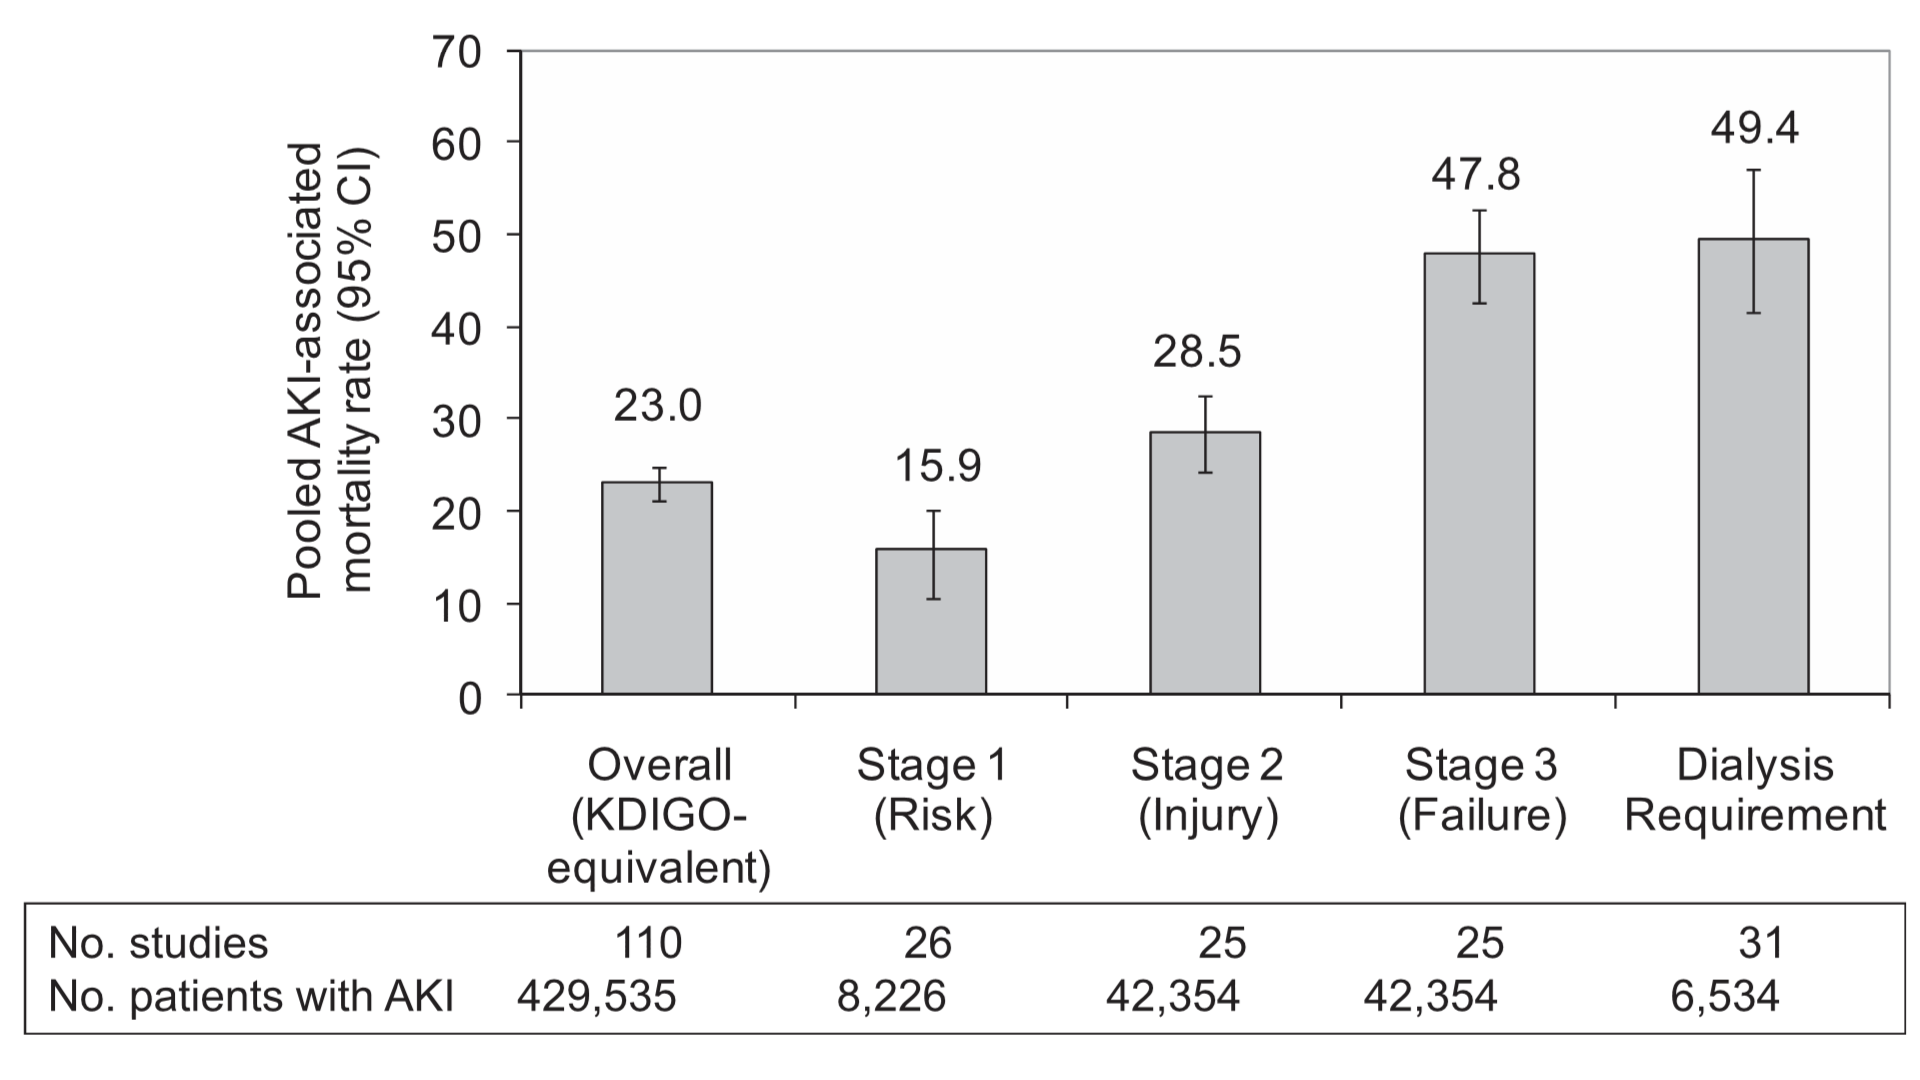 70
60
50
40
30
20
10
0
Pooled AKI-associated
mortality rate (95% CI)
23.0
15.9
28.5
47.8
49.4
Overall
(KDIGO-
equivalent)
Stage 1
(Risk)
Stage 2
(Injury)
Stage 3
(Failure)
Dialysis
Requirement
No. studies 110 26 25 25 31
No. patients with AKI 429,535 8,226 42,354 42,354 6,534